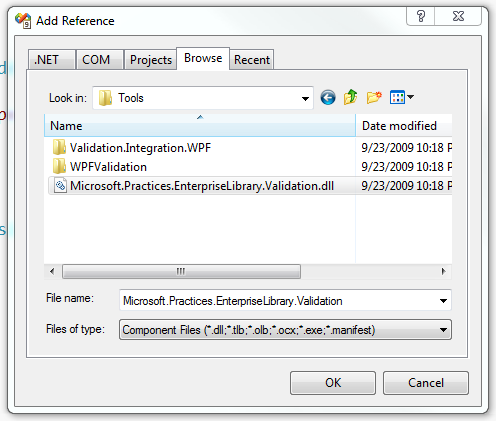 Add Reference
.NET COM Projects Browse Recent
Look in: Tools
Name Date modified
Validation.Integration.WPF 9/23/2009 10:18 P
WPFValidation 9/23/2009 10:18 P
Microsoft.Practices.EnterpriseLibrary.Validation.dll 9/23/2009 10:18 P
File name: Microsoft.Practices.EnterpriseLibrary.Validation
Files of type: Component Files (*.dll;*.tlb;*.olb;*.ocx;*.exe;*.manifest)
OK Cancel